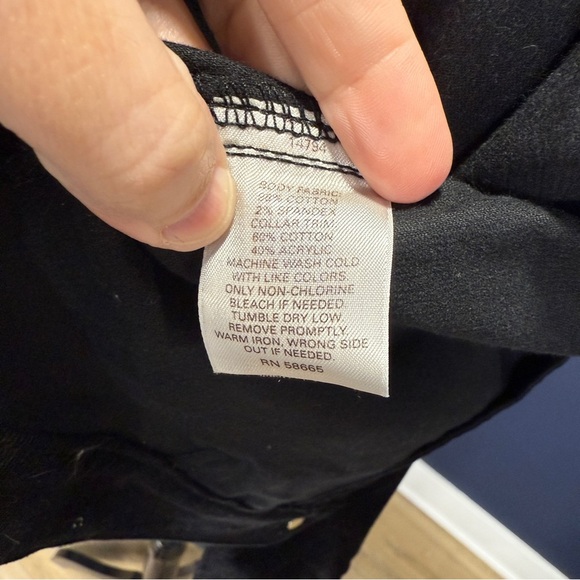 14794
BODY FABRIC:
98% COTTON
2% SPANDEX
COLLAR TRIM
60% COTTON
40% ACRYLIC
MACHINE WASH COLD
WITH LIKE COLORS
ONLY NON-CHLORINE
BLEACH IF NEEDED.
TUMBLE DRY LOW.
REMOVE PROMPTLY.
WARM IRON, WRONG SIDE
OUT IF NEEDED.
RN 58665